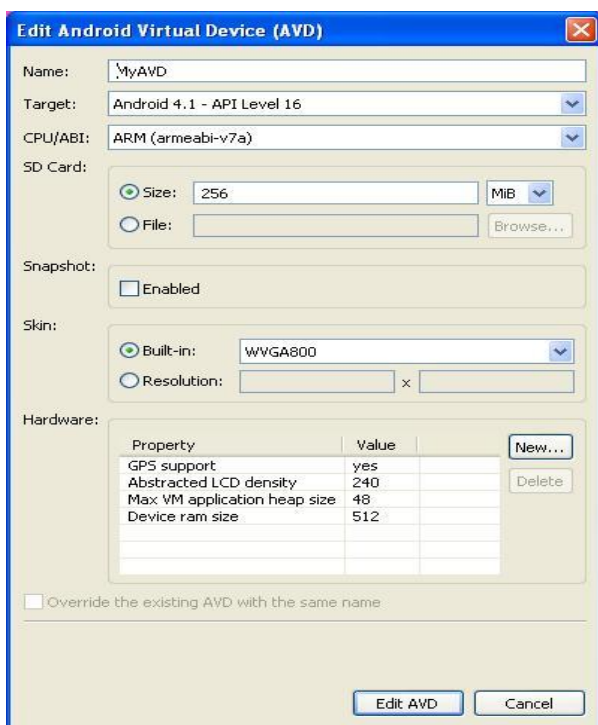 Edit Android Virtual Device (AVD)
Name: MyAVD
Target: Android 4.1 - API Level 16
CPU/ABI: ARM (armeabi-v7a)
SD Card:
Size: 256 MiB
File: Browse...
Snapshot:
Enabled
Skin:
Built-in: WVGA800
Resolution: x
Hardware:
Property Value New...
GPS support yes
Abstracted LCD density 240 Delete
Max VM application heap size 48
Device ram size 512
Override the existing AVD with the same name
Edit AVD Cancel